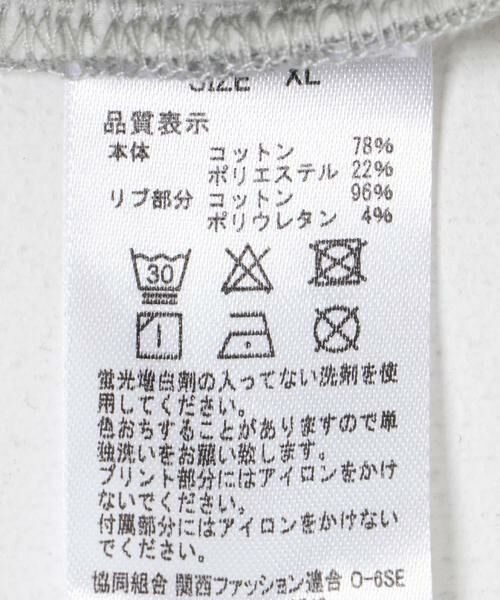 SIZE XL
品質表示
本体 コットン 78%
ポリエステル 22%
リブ部分 コットン 96%
ポリウレタン 4%
30
蛍光増白剤の入ってない洗剤を使
用してください。
色おちすることがありますので単
独洗いをお願い致します。
プリント部分にはアイロンをかけ
ないでください。
付属部分にはアイロンをかけない
でください。
協同組合 関西ファッション連合 O-6SE